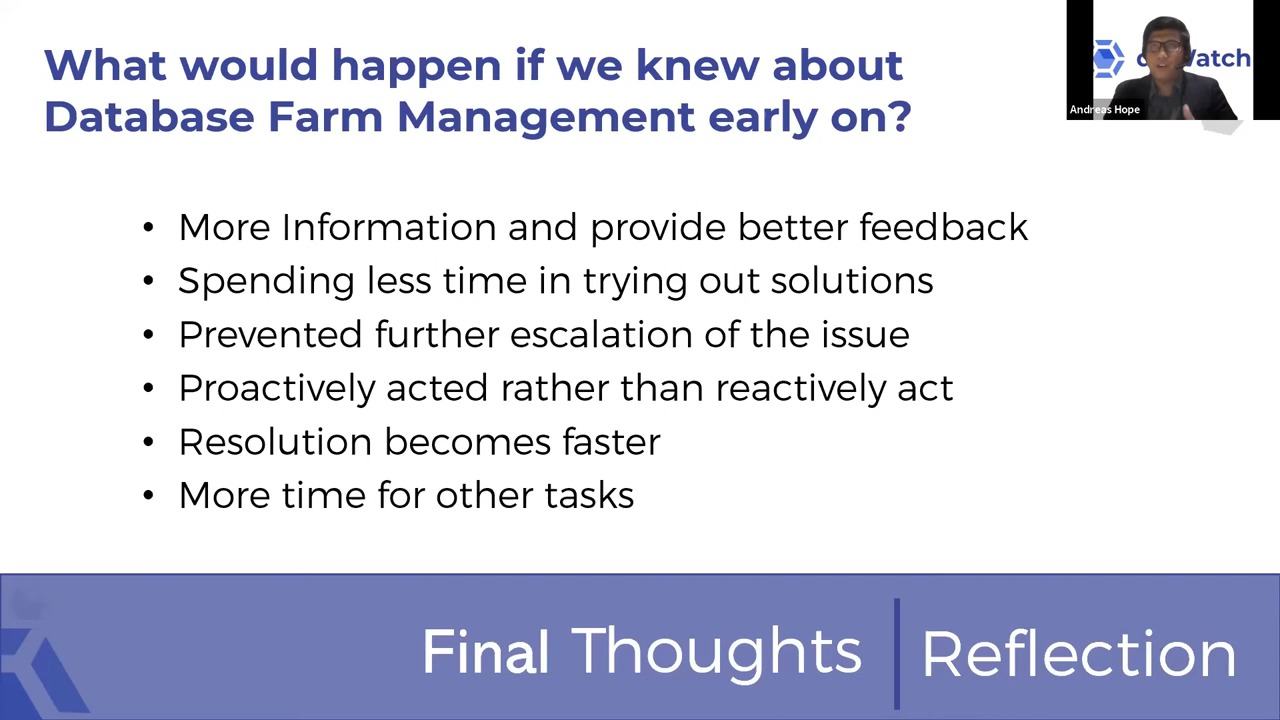 What would happen if we knew about
Database Farm Management early on?
Andreas Hope
• More Information and provide better feedback
• Spending less time in trying out solutions
• Prevented further escalation of the issue
• Proactively acted rather than reactively act
• Resolution becomes faster
• More time for other tasks
Final Thoughts
Reflection